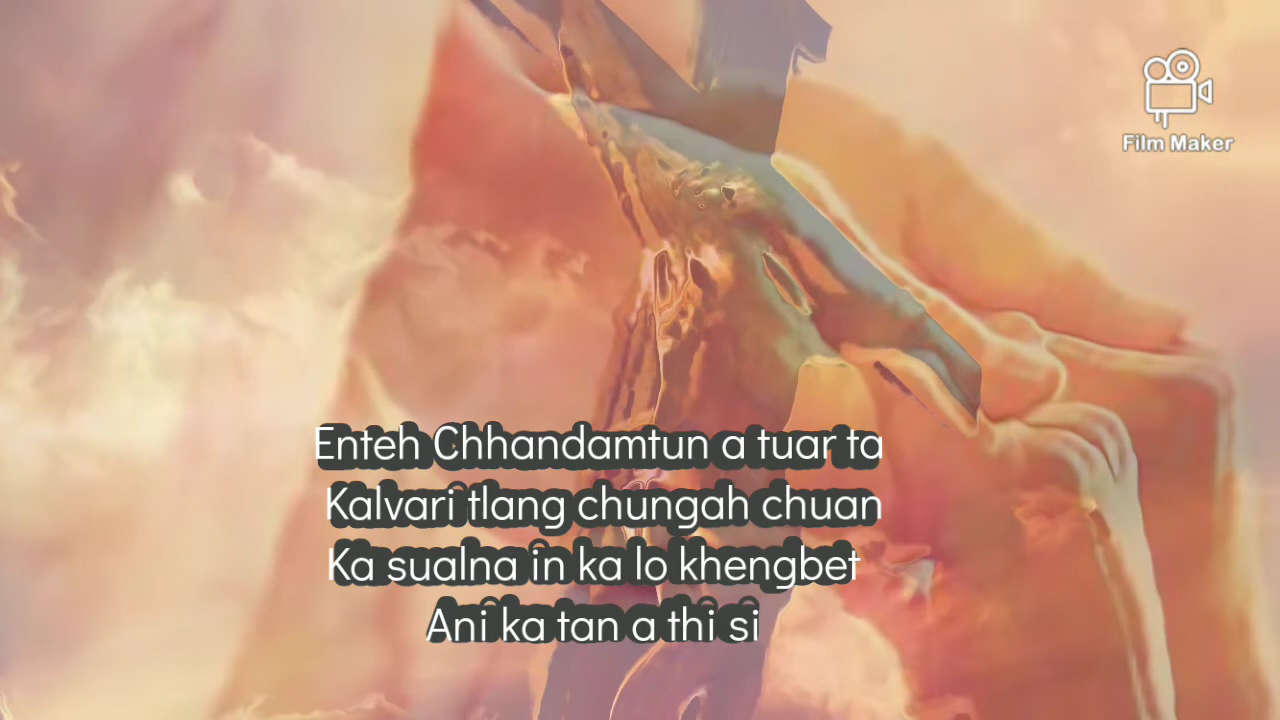 Film Maker
Enteh Chhandamtun a tuar ta
Kalvari tlang chungah chuan
Ka sualna in ka lo khengbet
Ani ka tan a thi si